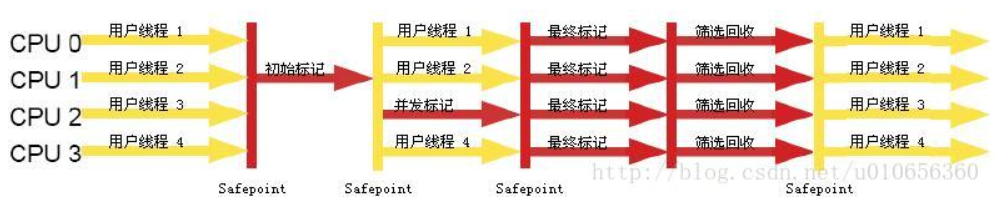 CPU 0 用户线程 1 初始标记 用户线程 1 最终标记 筛选回收 用户线程 1
CPU 1 用户线程 2 用户线程 2 最终标记 筛选回收 用户线程 2
CPU 2 用户线程 3 并发标记 最终标记 筛选回收 用户线程 3
CPU 3 用户线程 4 用户线程 4 最终标记 筛选回收 用户线程 4
http://blog.csdn.net/u010656360
Safepoint Safepoint Safepoint Safepoint